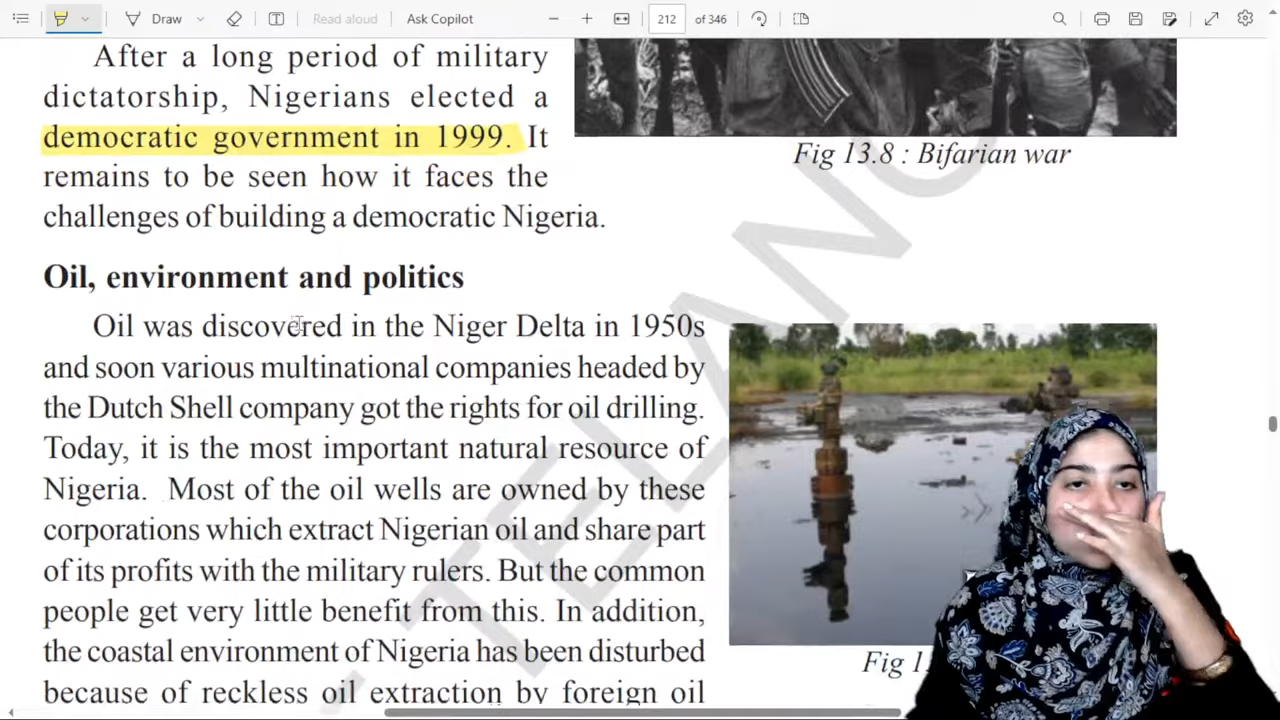 Draw
Read aloud
Ask Copilot
212
of 346
After a long period of military
dictatorship, Nigerians elected a
democratic government in 1999. It
remains to be seen how it faces the
challenges of building a democratic Nigeria.
Fig 13.8 : Bifarian war
Oil, environment and politics
Oil was discovered in the Niger Delta in 1950s
and soon various multinational companies headed by
the Dutch Shell company got the rights for oil drilling.
Today, it is the most important natural resource of
Nigeria. Most of the oil wells are owned by these
corporations which extract Nigerian oil and share part
of its profits with the military rulers. But the common
people get very little benefit from this. In addition,
the coastal environment of Nigeria has been disturbed
because of reckless oil extraction by foreign oil
Fig 1
TELANG